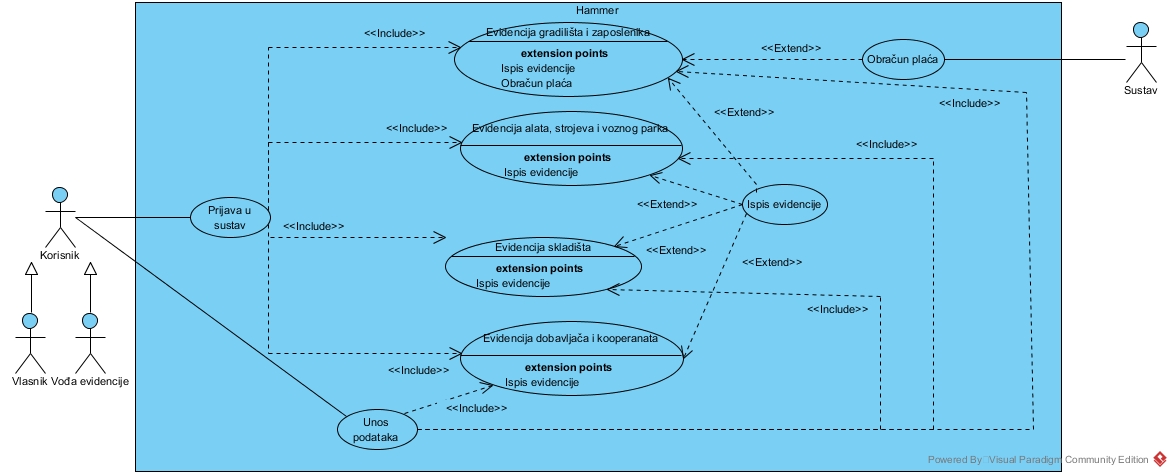 Hammer
<<Include>>
Evidencija gradilišta i zaposlenika
extension points
Ispis evidencije
Obračun plaća
<<Extend>>
Obračun plaća
Sustav
<<Include>>
<<Extend>>
<<Include>>
Evidencija alata, strojeva i voznog parka
extension points
Ispis evidencije
<<Include>>
Prijava u
sustav
Korisnik
<<Include>>
<<Extend>>
Ispis evidencije
Evidencija skladišta
extension points
Ispis evidencije
<<Extend>>
<<Extend>>
<<Include>>
Vlasnik
Vođa evidencije
Evidencija dobavljača i kooperanata
extension points
Ispis evidencije
<<Include>>
<<Include>>
Unos
podataka
Powered By Visual Paradigm Community Edition